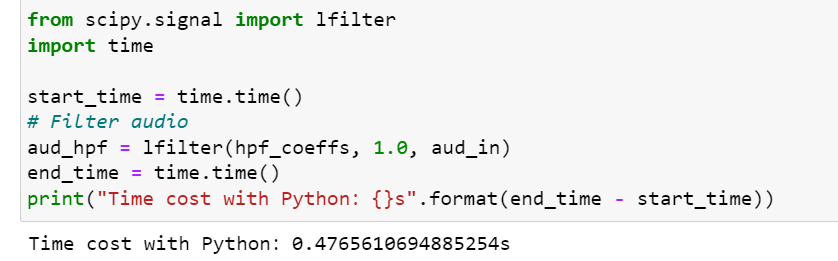 from scipy.signal import lfilter
import time
start_time = time.time()
# Filter audio
aud_hpf = lfilter(hpf_coeffs, 1.0, aud_in)
end_time = time.time()
print("Time cost with Python: {}s".format(end_time - start_time))
Time cost with Python: 0.4765610694885254s